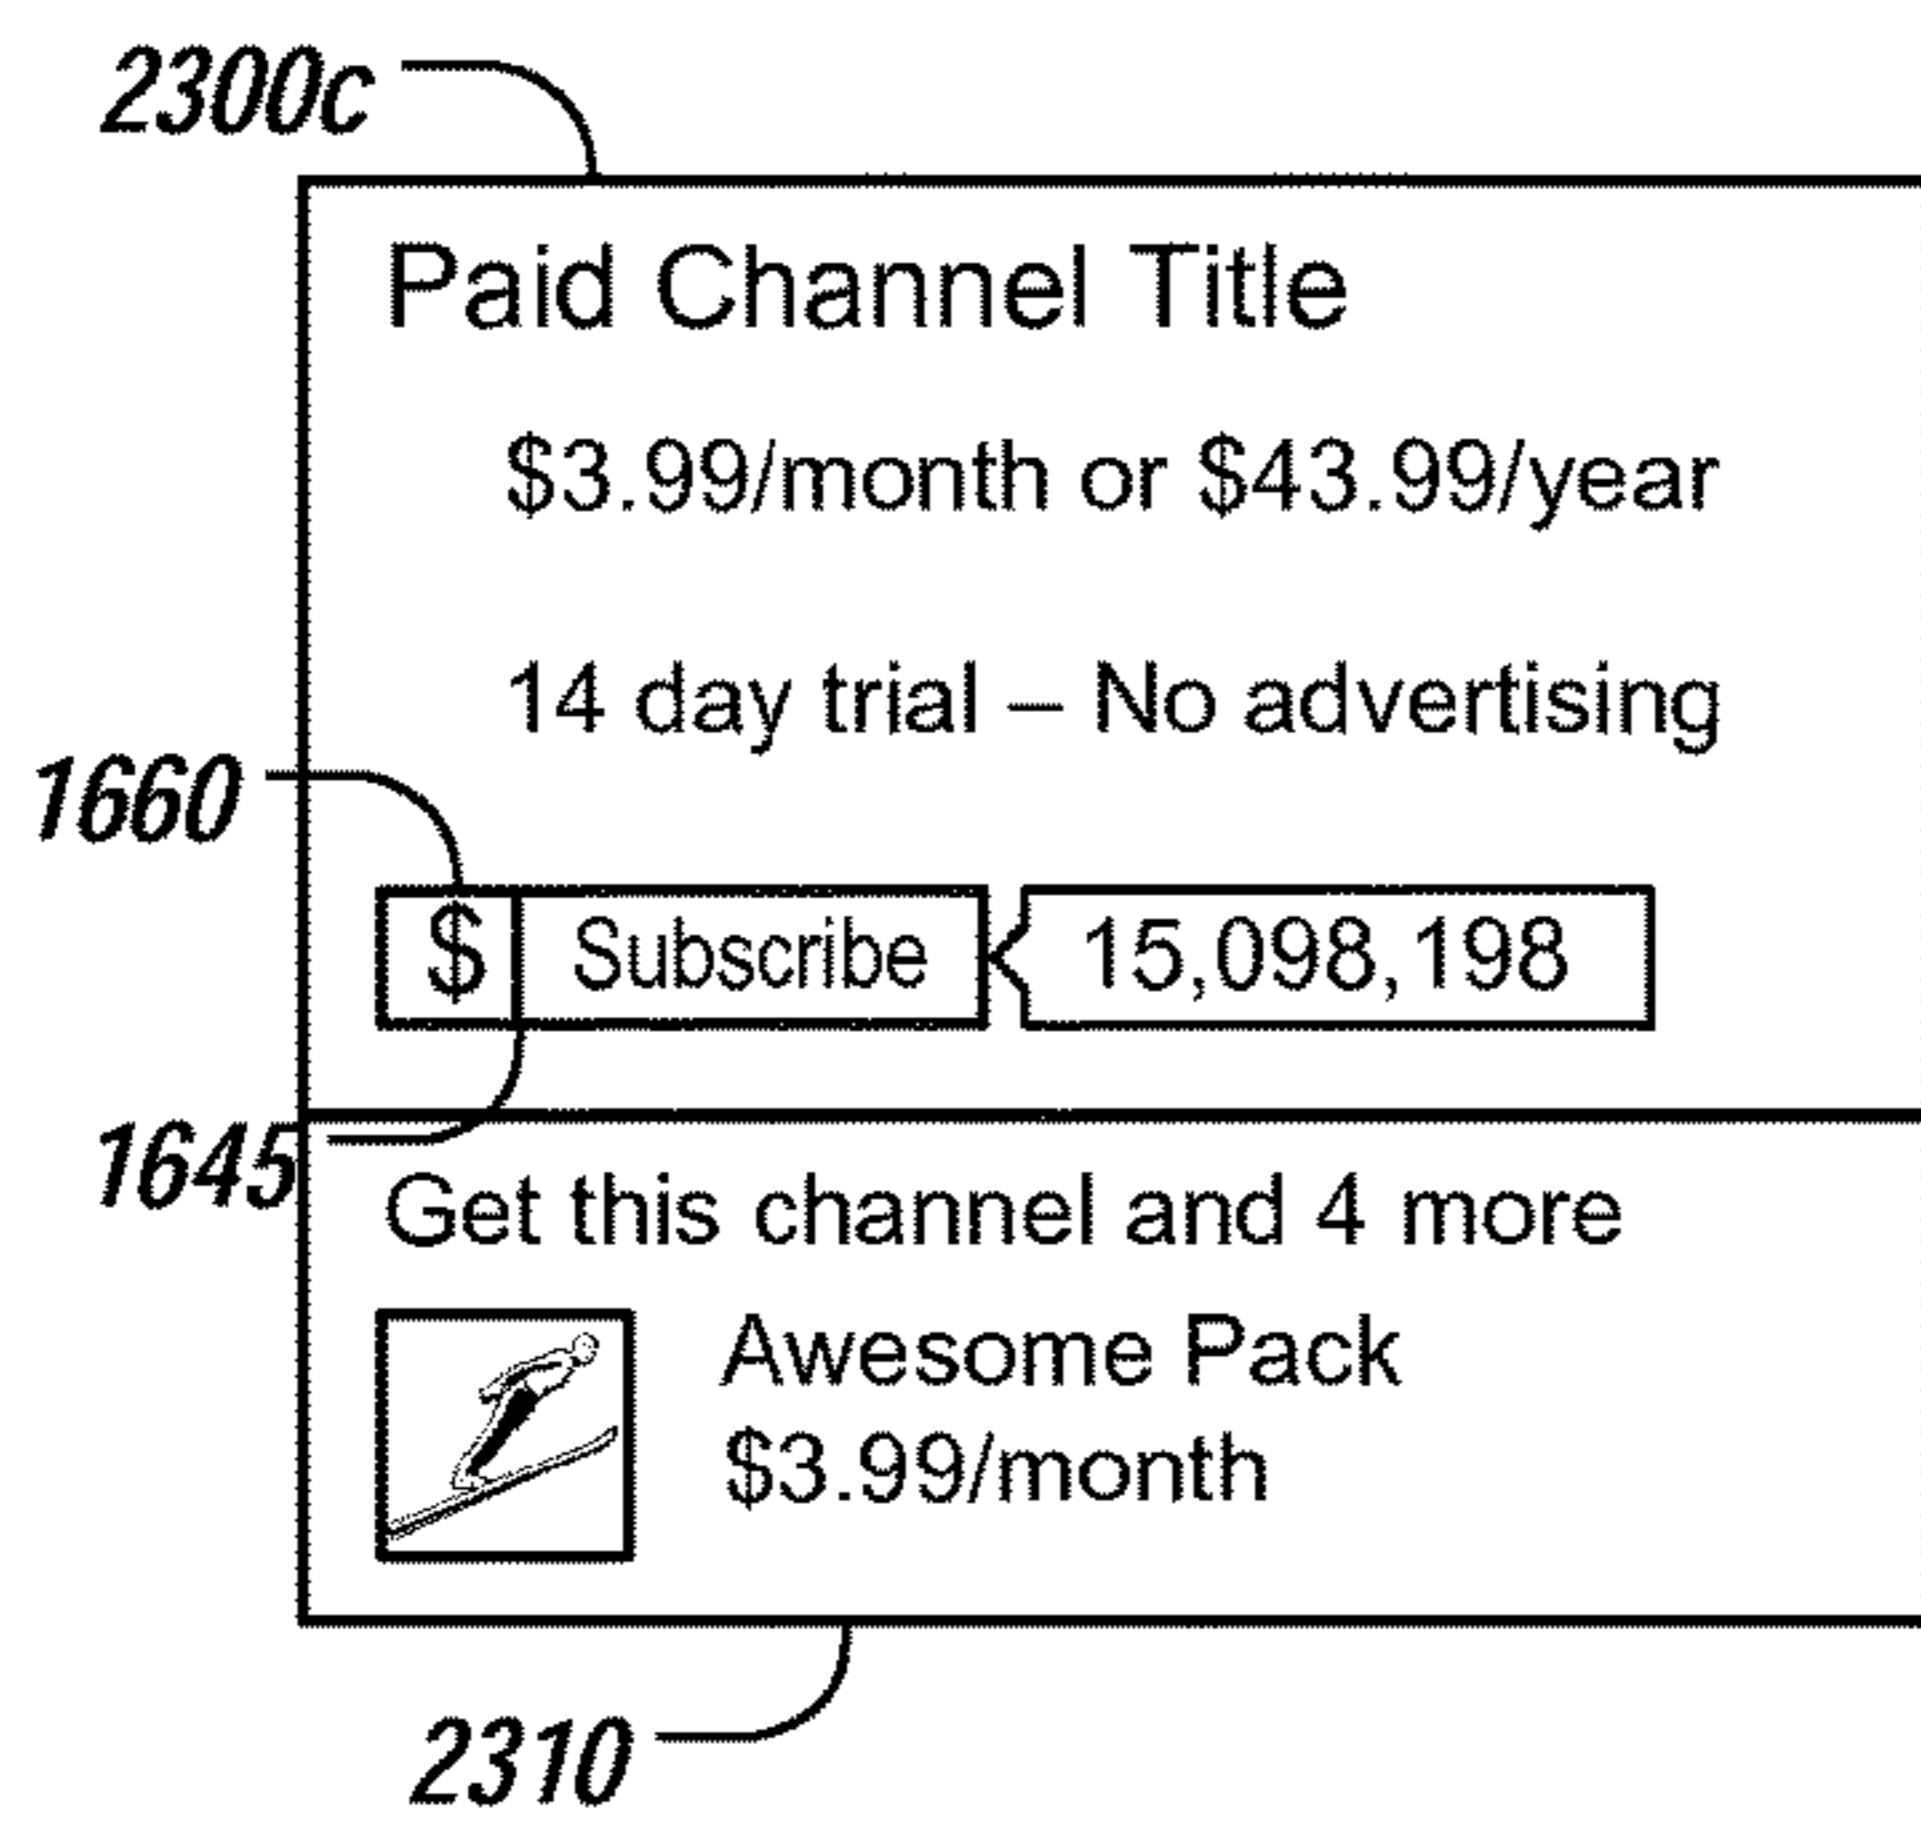 2300c
Paid Channel Title
$3.99/month or $43.99/year
14 day trial – No advertising
1660
$ Subscribe 15,098,198
1645
Get this channel and 4 more
Awesome Pack
$3.99/month
2310